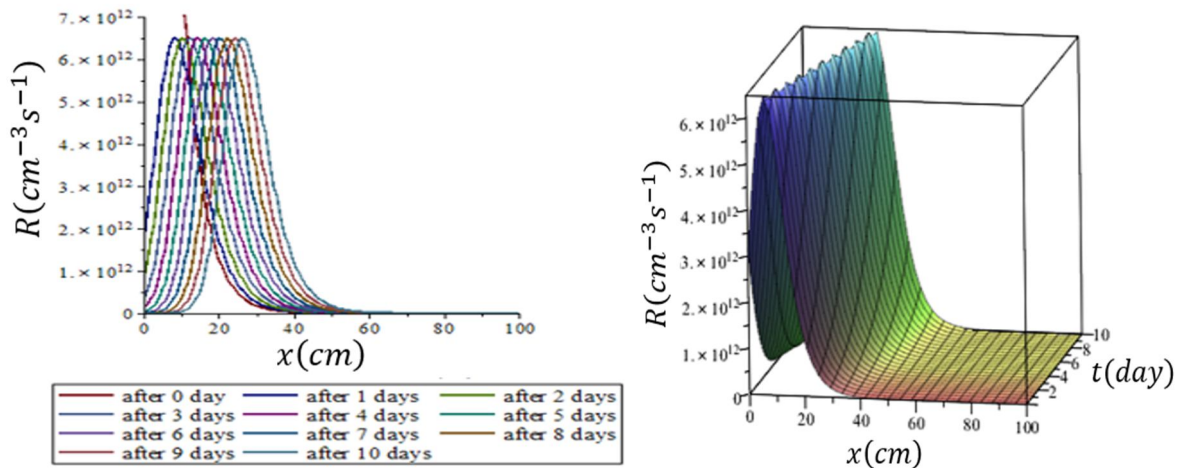 7. × 10¹²
6. × 10¹²
5. × 10¹²
4. × 10¹²
3. × 10¹²
2. × 10¹²
1. × 10¹²
0
R(cm⁻³s⁻¹)
0 20 40 60 80 100
x(cm)
after 0 day after 1 days after 2 days
after 3 days after 4 days after 5 days
after 6 days after 7 days after 8 days
after 9 days after 10 days
6. × 10¹²
5. × 10¹²
4. × 10¹²
3. × 10¹²
2. × 10¹²
1. × 10¹²
0
R(cm⁻³s⁻¹)
0 20 40 60 80 100
x(cm)
10
8
6
4
2
t(day)